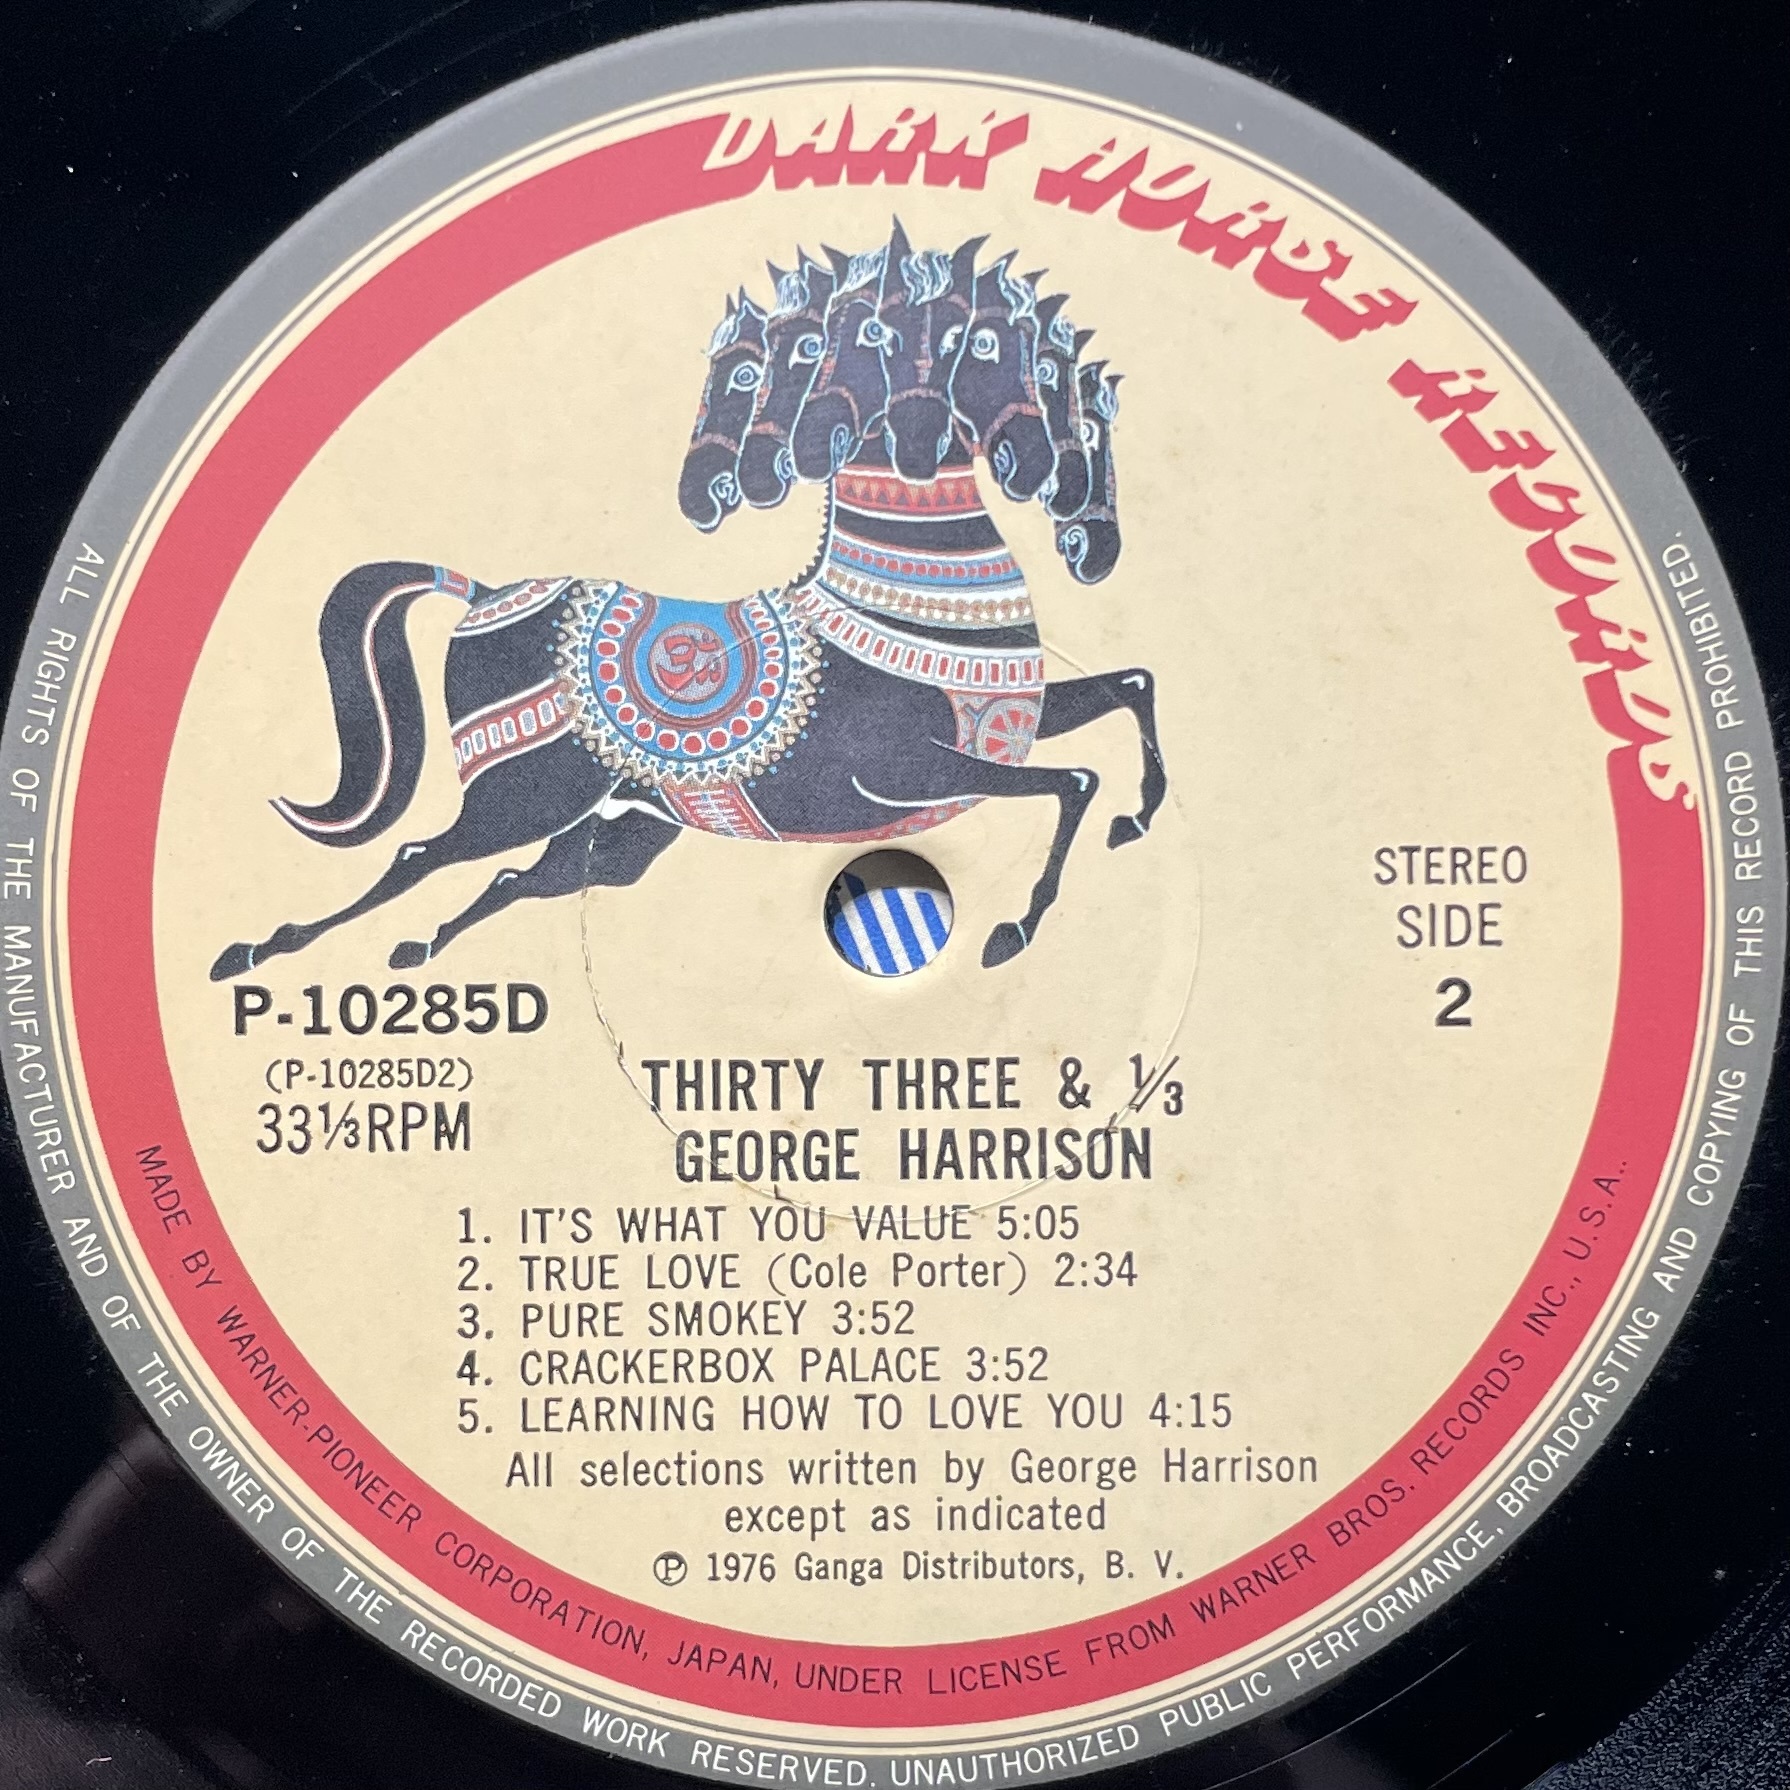 DARK HORSE RECORDS
STEREO
SIDE
2
P-10285D
(P-10285D2)
33⅓RPM
THIRTY THREE & ⅓
GEORGE HARRISON
1. IT'S WHAT YOU VALUE 5:05
2. TRUE LOVE (Cole Porter) 2:34
3. PURE SMOKEY 3:52
4. CRACKERBOX PALACE 3:52
5. LEARNING HOW TO LOVE YOU 4:15
All selections written by George Harrison
except as indicated
Ⓟ 1976 Ganga Distributors, B. V.
MADE BY WARNER-PIONEER CORPORATION, JAPAN, UNDER LICENSE FROM WARNER BROS. RECORDS INC., U.S.A..
ALL RIGHTS OF THE MANUFACTURER AND OF THE OWNER OF THE RECORDED WORK RESERVED. UNAUTHORIZED PUBLIC PERFORMANCE, BROADCASTING AND COPYING OF THIS RECORD PROHIBITED.
ॐ